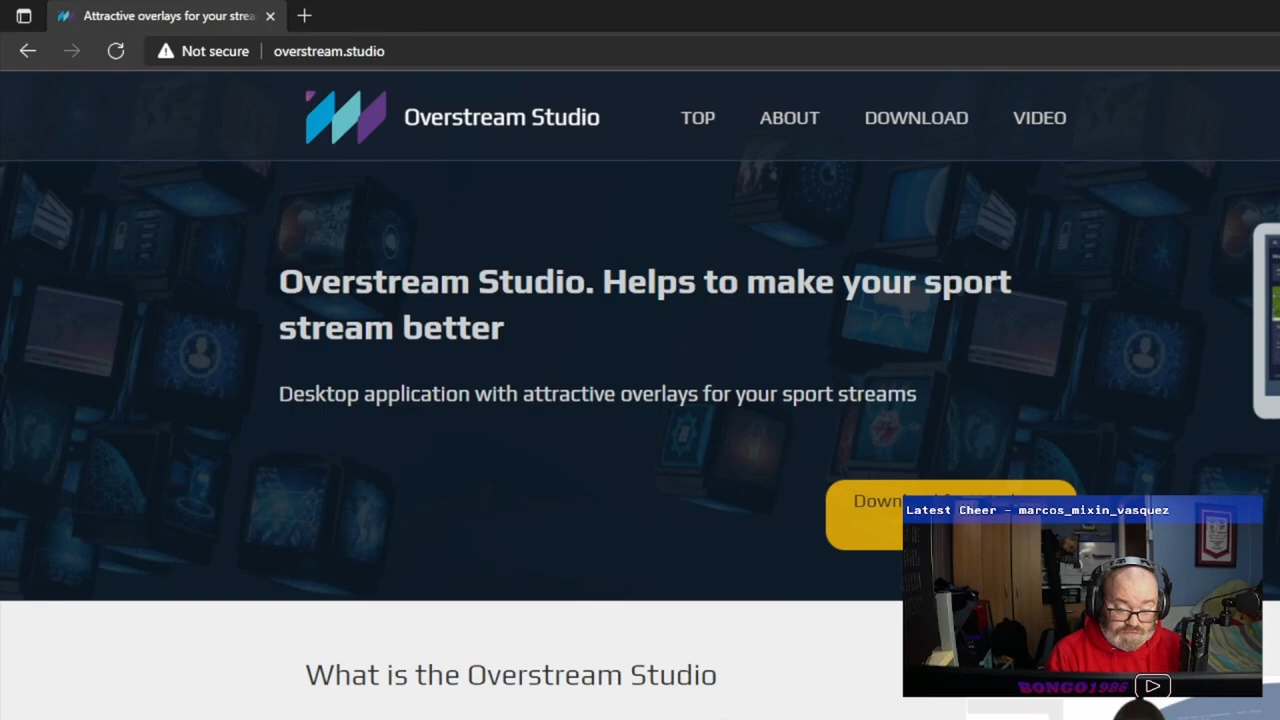 Attractive overlays for your strea
Not secure
overstream.studio
Overstream Studio
TOP
ABOUT
DOWNLOAD
VIDEO
Overstream Studio. Helps to make your sport
stream better
Desktop application with attractive overlays for your sport streams
Latest Cheer - marcos_mixin_vasquez
BONGO1986
What is the Overstream Studio